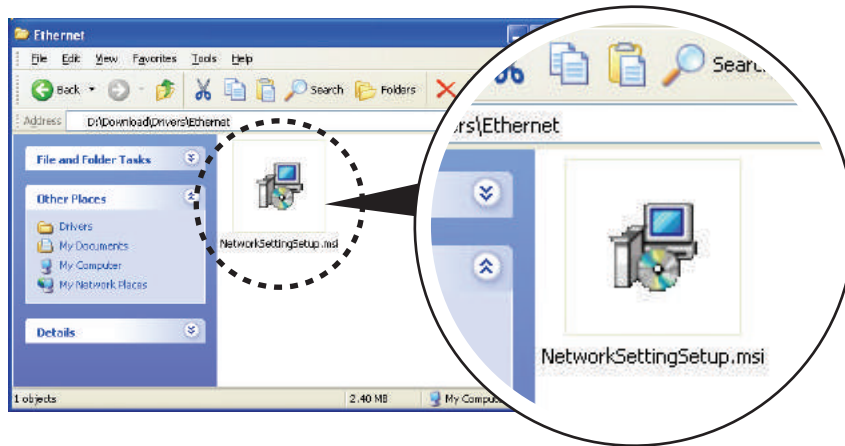 Ethernet
File Edit View Favorites Tools Help
Back Search Folders
Address D:\Download\Drivers\Ethernet
File and Folder Tasks
Other Places
Drivers
My Documents
My Computer
My Network Places
Details
NetworkSettingSetup.msi
1 objects 2.40 MB My Comput
Searc
rs\Ethernet
NetworkSettingSetup.msi